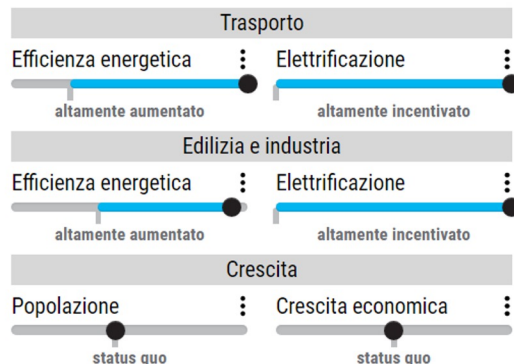 Trasporto
Efficienza energetica Elettrificazione
altamente aumentato altamente incentivato
Edilizia e industria
Efficienza energetica Elettrificazione
altamente aumentato altamente incentivato
Crescita
Popolazione Crescita economica
status quo status quo